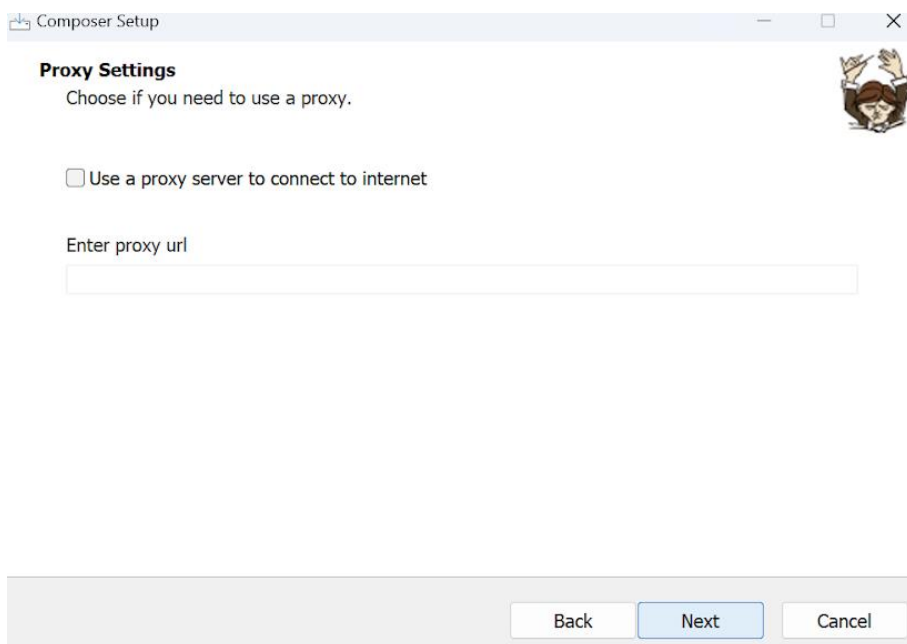 Composer Setup
Proxy Settings
Choose if you need to use a proxy.
Use a proxy server to connect to internet
Enter proxy url
Back Next Cancel